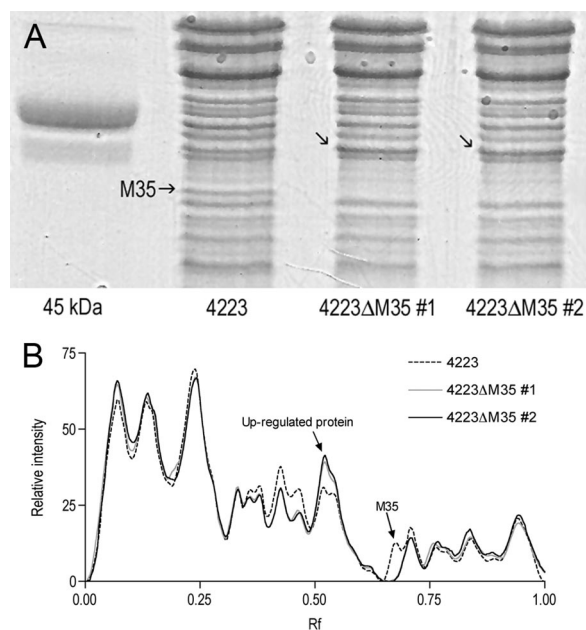 A
M35→
45 kDa
4223
4223ΔM35 #1
4223ΔM35 #2
B
75
50
25
0
Relative intensity
0.00
0.25
0.50
0.75
1.00
Rf
Up-regulated protein
M35
4223
4223ΔM35 #1
4223ΔM35 #2